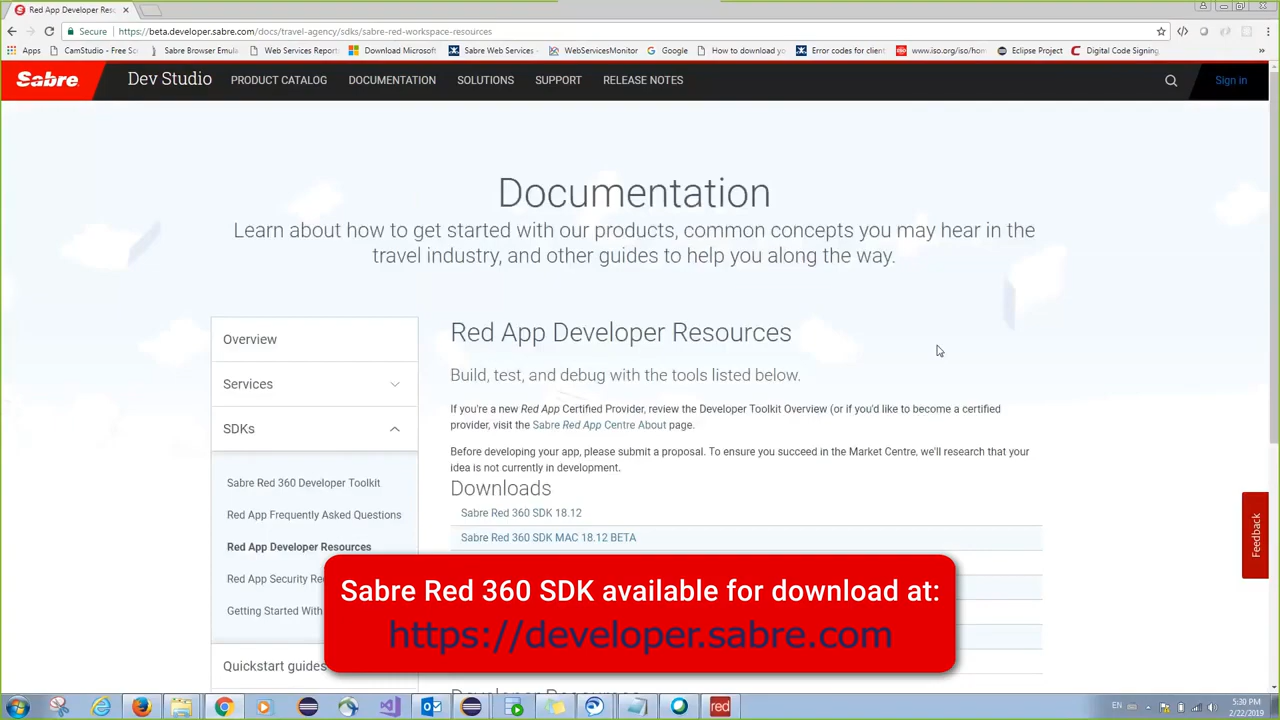 Red App Developer Res
Secure
https://beta.developer.sabre.com/docs/travel-agency/sdks/sabre-red-workspace-resources
Apps
CamStudio - Free Scr
Sabre Browser Emula
Web Services Reports
Download Microsoft
Sabre Web Services -
WebServicesMonitor
Google
How to download yo
Error codes for client
www.iso.org/iso/hom
Eclipse Project
Digital Code Signing
Sabre.
Dev Studio
PRODUCT CATALOG
DOCUMENTATION
SOLUTIONS
SUPPORT
RELEASE NOTES
Sign in
Documentation
Learn about how to get started with our products, common concepts you may hear in the
travel industry, and other guides to help you along the way.
Overview
Services
SDKs
Sabre Red 360 Developer Toolkit
Red App Frequently Asked Questions
Red App Developer Resources
Red App Security Re
Getting Started With
Quickstart guides
Red App Developer Resources
Build, test, and debug with the tools listed below.
If you're a new Red App Certified Provider, review the Developer Toolkit Overview (or if you'd like to become a certified
provider, visit the Sabre Red App Centre About page.
Before developing your app, please submit a proposal. To ensure you succeed in the Market Centre, we'll research that your
idea is not currently in development.
Downloads
Sabre Red 360 SDK 18.12
Sabre Red 360 SDK MAC 18.12 BETA
Feedback
Sabre Red 360 SDK available for download at:
https://developer.sabre.com
red
EN
5:30 PM
2/22/2019